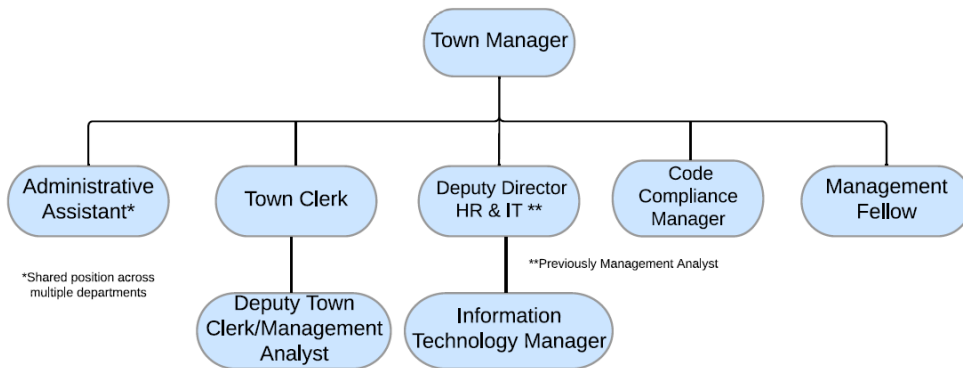 Town Manager
Administrative
Assistant*
Town Clerk
Deputy Director
HR & IT **
Code
Compliance
Manager
Management
Fellow
*Shared position across
multiple departments
**Previously Management Analyst
Deputy Town
Clerk/Management
Analyst
Information
Technology Manager